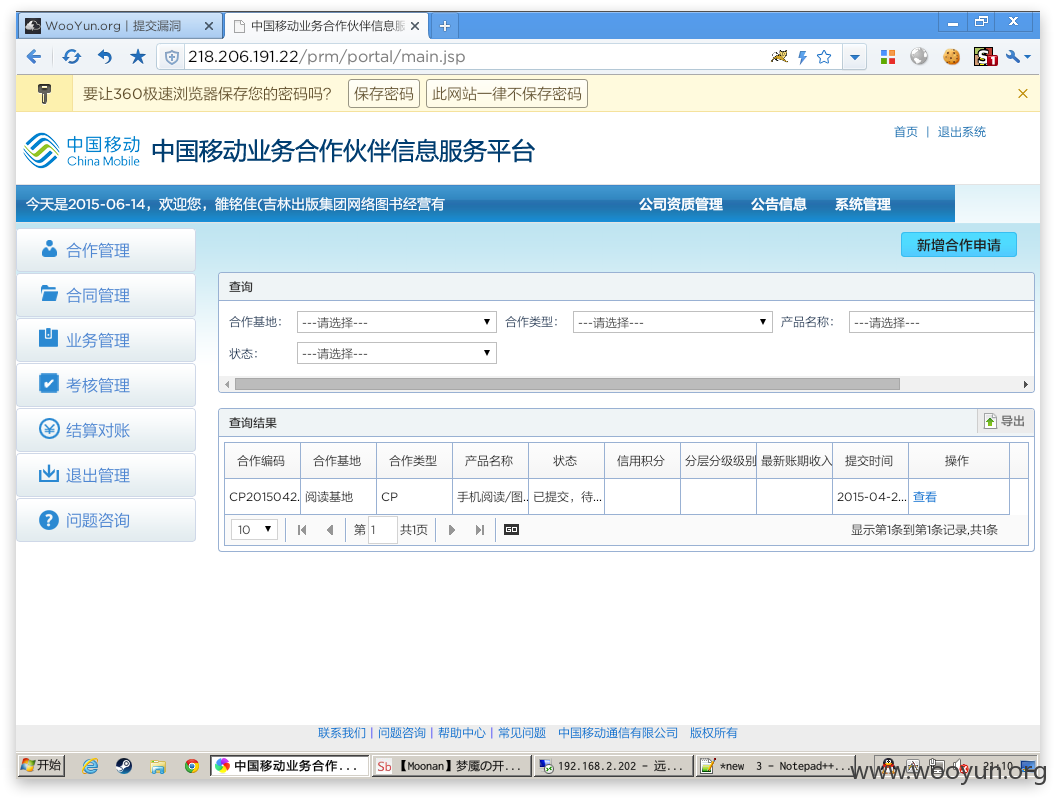 WooYun.org | 提交漏洞
中国移动业务合作伙伴信息服
218.206.191.22/prm/portal/main.jsp
要让360极速浏览器保存您的密码吗? 保存密码 此网站一律不保存密码
首页 | 退出系统
中国移动
China Mobile
中国移动业务合作伙伴信息服务平台
今天是2015-06-14，欢迎您，雒铭佳(吉林出版集团网络图书经营有 公司资质管理 公告信息 系统管理
合作管理
合同管理
业务管理
考核管理
结算对账
退出管理
问题咨询
新增合作申请
查询
合作基地： ---请选择--- 合作类型： ---请选择--- 产品名称： ---请选择---
状态： ---请选择---
查询结果 导出
合作编码 合作基地 合作类型 产品名称 状态 信用积分 分层分级级别 最新账期收入 提交时间 操作
CP2015042. 阅读基地 CP 手机阅读/图.. 已提交，待... 2015-04-2... 查看
10 第 1 共1页 GO 显示第1条到第1条记录,共1条
联系我们 | 问题咨询 | 帮助中心 | 常见问题 中国移动通信有限公司 版权所有
开始 中国移动业务合作... Sb 【Moonan】梦魇の开... 192.168.2.202 - 远... *new 3 - Notepad++... 21:10
www.wooyun.org